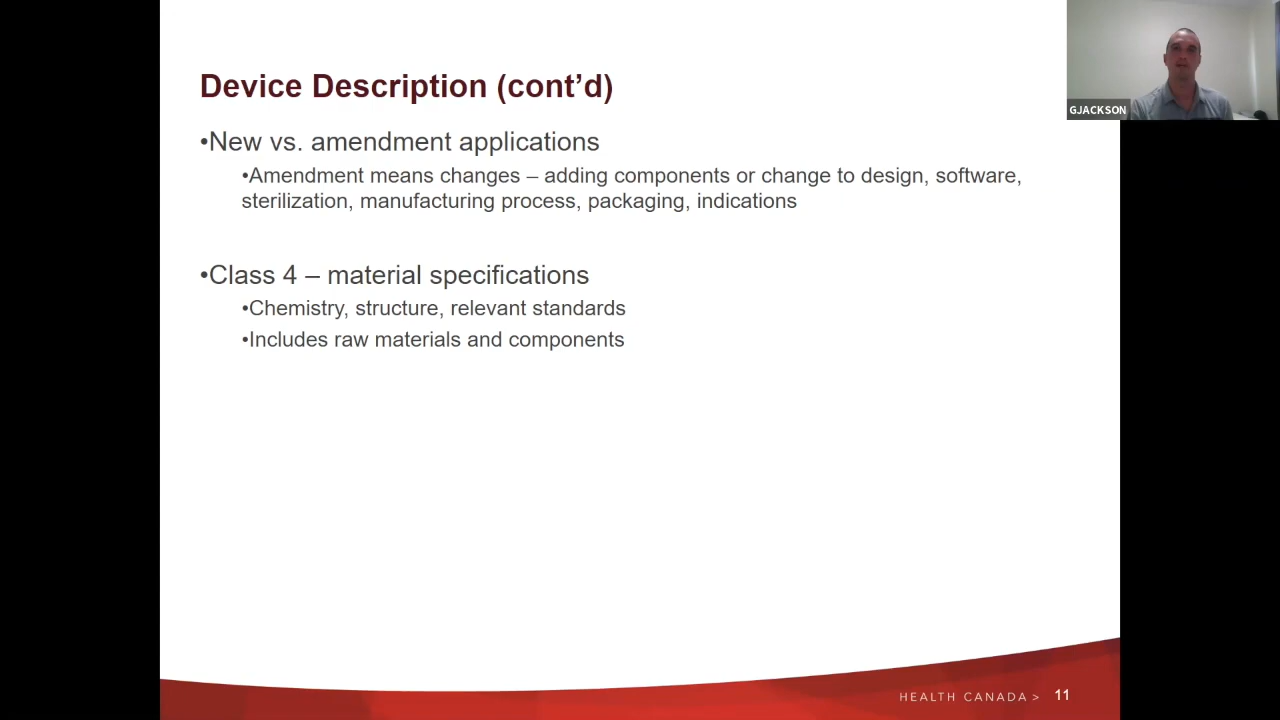 Device Description (cont’d)
•New vs. amendment applications
•Amendment means changes – adding components or change to design, software,
sterilization, manufacturing process, packaging, indications
•Class 4 – material specifications
•Chemistry, structure, relevant standards
•Includes raw materials and components
GJACKSON
HEALTH CANADA > 11